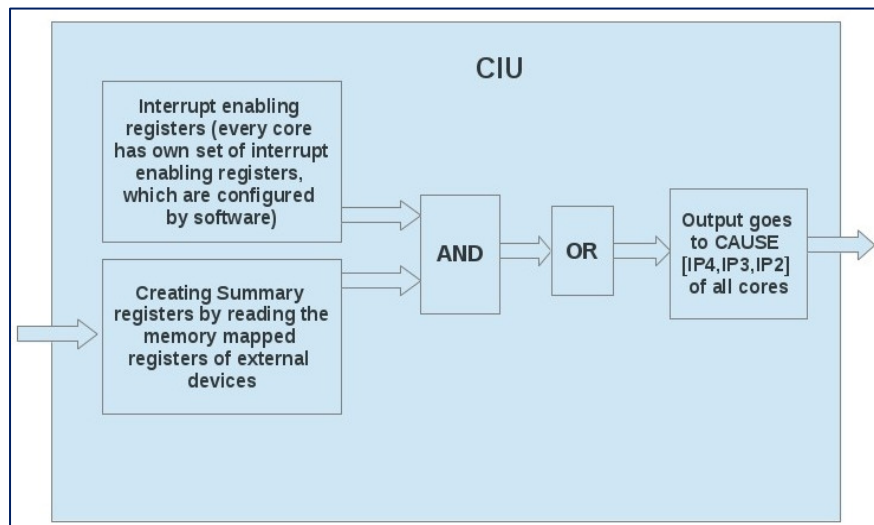 CIU
Interrupt enabling
registers (every core
has own set of interrupt
enabling registers,
which are configured
by software)
Creating Summary
registers by reading the
memory mapped
registers of external
devices
AND
OR
Output goes
to CAUSE
[IP4,IP3,IP2]
of all cores